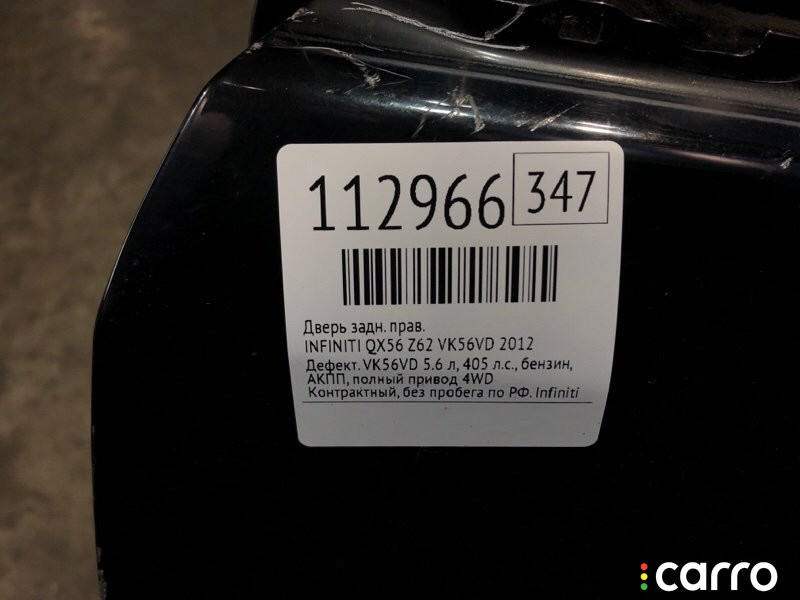 112966 347
Дверь задн. прав.
INFINITI QX56 Z62 VK56VD 2012
Дефект. VK56VD 5.6 л, 405 л.с., бензин,
АКПП, полный привод 4WD
Контрактный, без пробега по РФ. Infiniti
carro